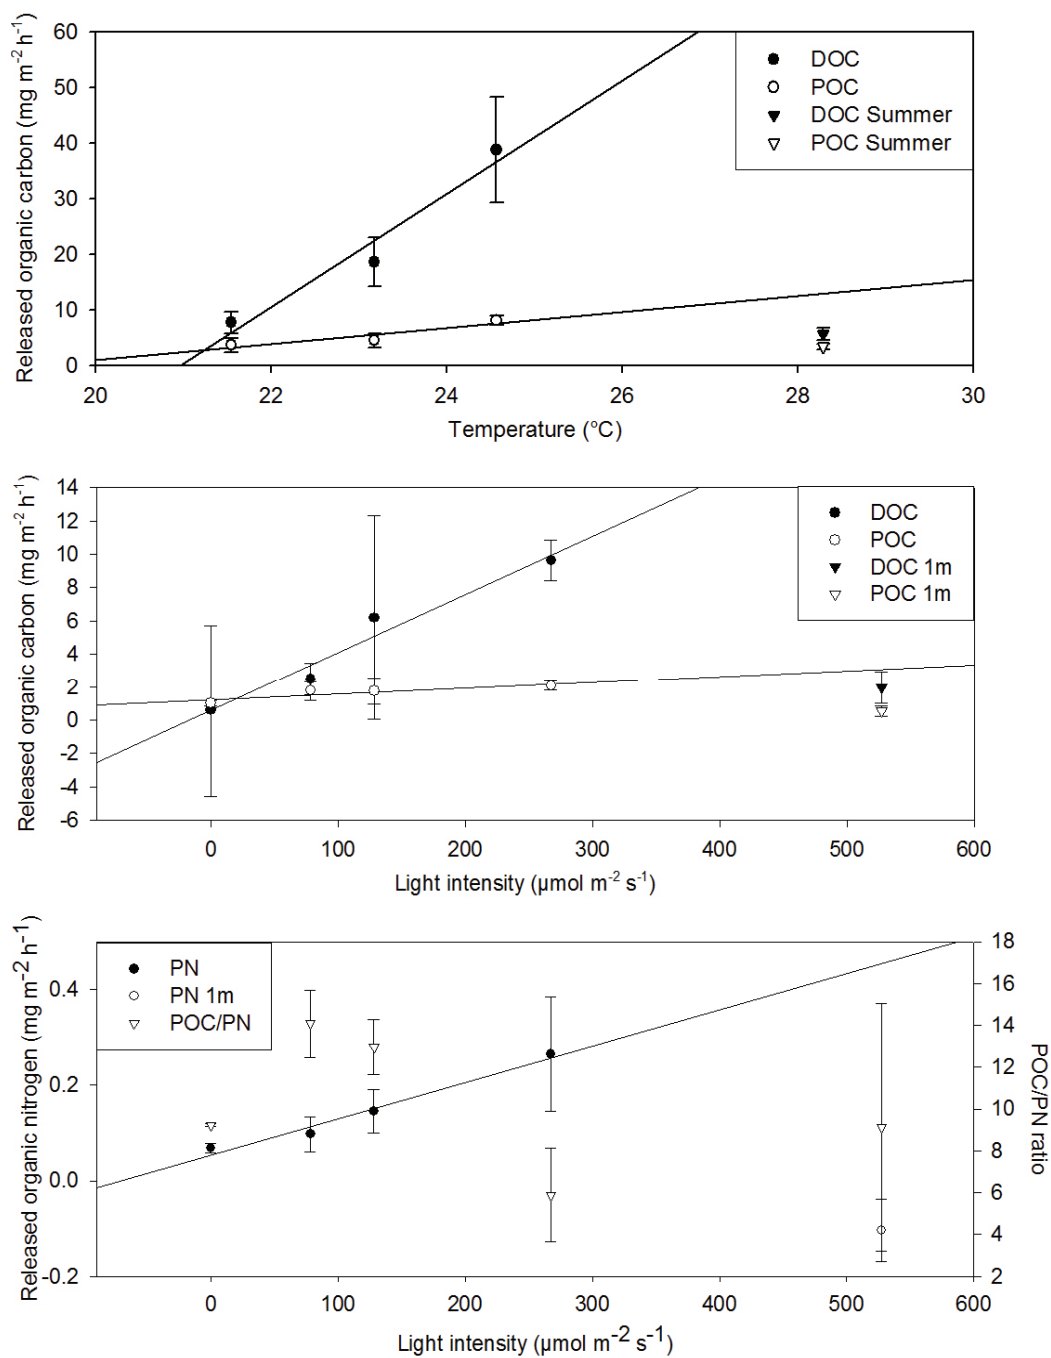 Released organic carbon (mg m⁻² h⁻¹)
60
50
40
30
20
10
0
DOC
POC
DOC Summer
POC Summer
20 22 24 26 28 30
Temperature (°C)
Released organic carbon (mg m⁻² h⁻¹)
14
12
10
8
6
4
2
0
-2
-4
-6
DOC
POC
DOC 1m
POC 1m
0 100 200 300 400 500 600
Light intensity (µmol m⁻² s⁻¹)
Released organic nitrogen (mg m⁻² h⁻¹)
0.4
0.2
0.0
-0.2
PN
PN 1m
POC/PN
18
16
14
12
10
8
6
4
2
POC/PN ratio
0 100 200 300 400 500 600
Light intensity (µmol m⁻² s⁻¹)